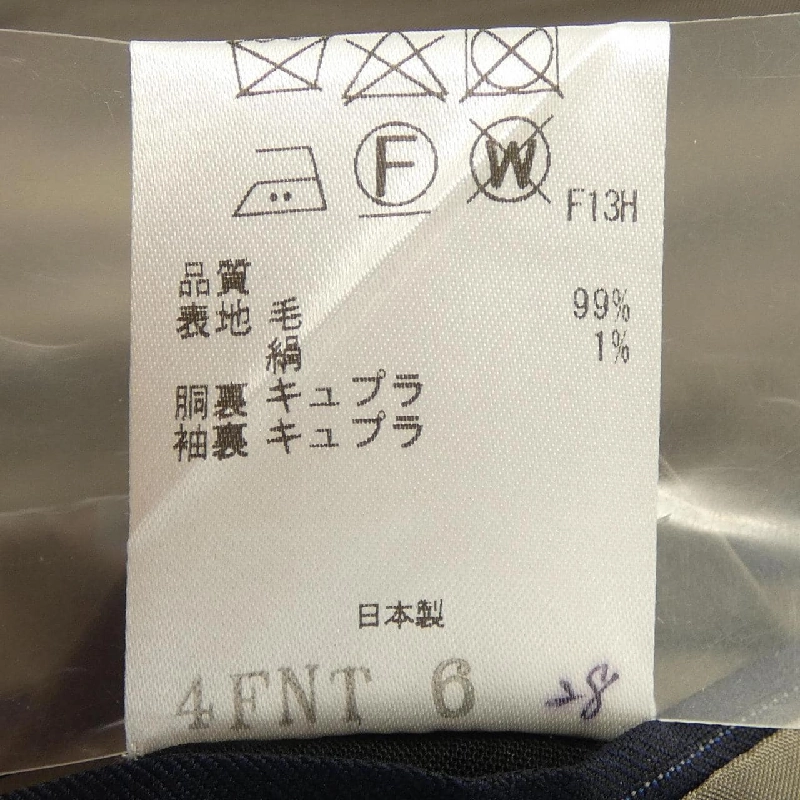 F W F13H
品質
表地 毛 99%
絹 1%
胴裏 キュプラ
袖裏 キュプラ
日本製
4FNT 6